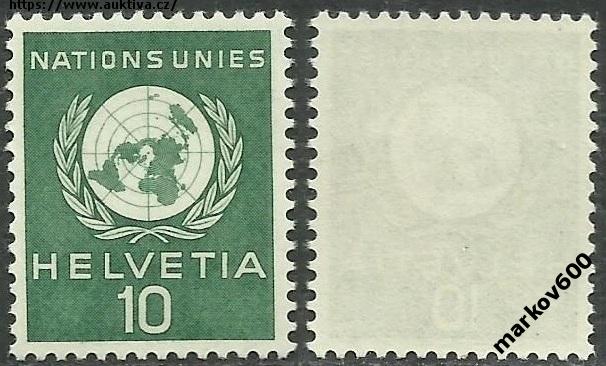 https://www.auktiva.cz/
NATIONS UNIES
HELVETIA
10
markov600